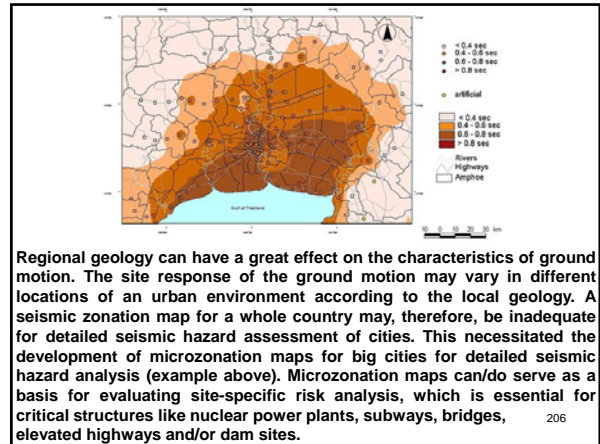 < 0.4 sec
0.4 - 0.6 sec
0.6 - 0.8 sec
> 0.8 sec
artificial
< 0.4 sec
0.4 - 0.6 sec
0.6 - 0.8 sec
> 0.8 sec
Rivers
Highways
Amphoe
Gulf of Thailand
10 0 10 20 30 km
Regional geology can have a great effect on the characteristics of ground
motion. The site response of the ground motion may vary in different
locations of an urban environment according to the local geology. A
seismic zonation map for a whole country may, therefore, be inadequate
for detailed seismic hazard assessment of cities. This necessitated the
development of microzonation maps for big cities for detailed seismic
hazard analysis (example above). Microzonation maps can/do serve as a
basis for evaluating site-specific risk analysis, which is essential for
critical structures like nuclear power plants, subways, bridges,
elevated highways and/or dam sites.
206